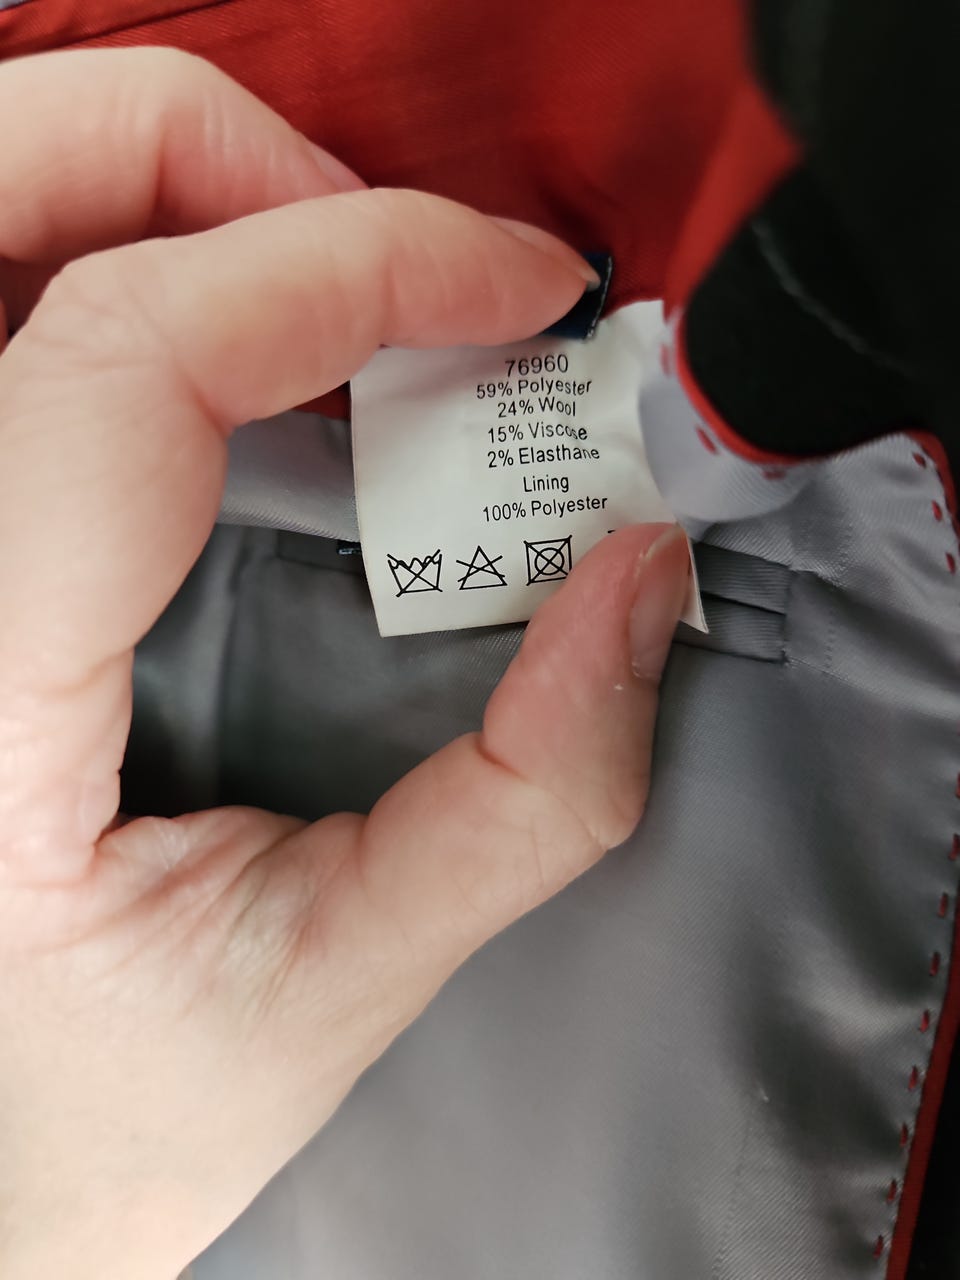 76960
59% Polyester
24% Wool
15% Viscose
2% Elasthane
Lining
100% Polyester